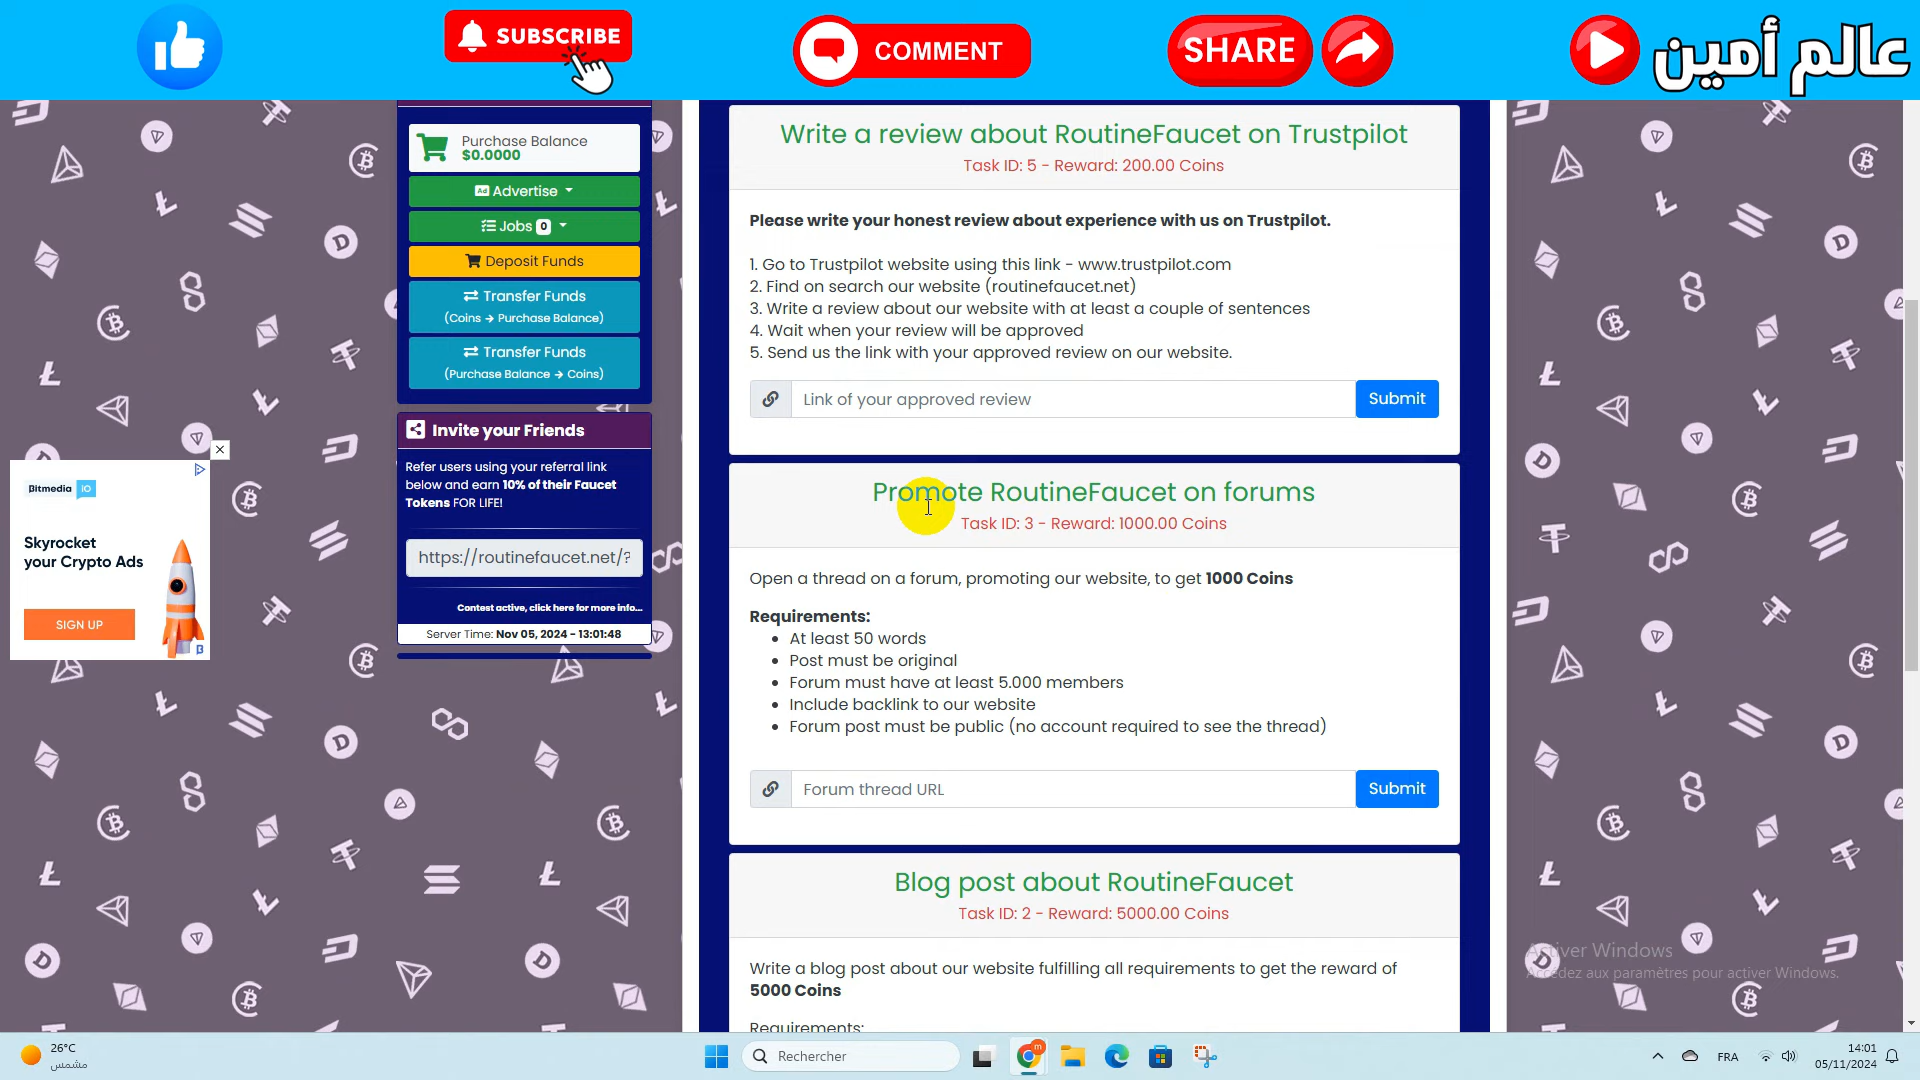 SUBSCRIBE
COMMENT
SHARE
عالم أمين
Purchase Balance
$0.0000
Ad Advertise
Jobs 0
Deposit Funds
Transfer Funds
(Coins → Purchase Balance)
Transfer Funds
(Purchase Balance → Coins)
Invite your Friends
Refer users using your referral link
below and earn 10% of their Faucet
Tokens FOR LIFE!
https://routinefaucet.net/?
Contest active, click here for more info...
Server Time: Nov 05, 2024 - 13:01:48
Bitmedia IO
Skyrocket
your Crypto Ads
SIGN UP
Write a review about RoutineFaucet on Trustpilot
Task ID: 5 - Reward: 200.00 Coins
Please write your honest review about experience with us on Trustpilot.
1. Go to Trustpilot website using this link - www.trustpilot.com
2. Find on search our website (routinefaucet.net)
3. Write a review about our website with at least a couple of sentences
4. Wait when your review will be approved
5. Send us the link with your approved review on our website.
Link of your approved review
Submit
Promote RoutineFaucet on forums
Task ID: 3 - Reward: 1000.00 Coins
Open a thread on a forum, promoting our website, to get 1000 Coins
Requirements:
At least 50 words
Post must be original
Forum must have at least 5.000 members
Include backlink to our website
Forum post must be public (no account required to see the thread)
Forum thread URL
Submit
Blog post about RoutineFaucet
Task ID: 2 - Reward: 5000.00 Coins
Write a blog post about our website fulfilling all requirements to get the reward of
5000 Coins
Requirements:
Activer Windows
Accédez aux paramètres pour activer Windows.
26°C
مشمس
Rechercher
m
FRA
14:01
05/11/2024